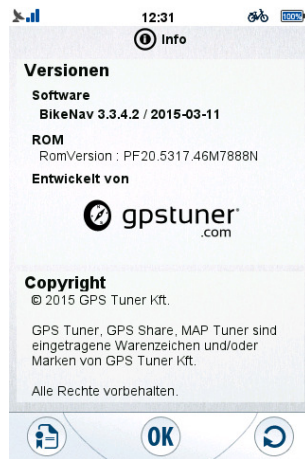 12:31
100%
Info
Versionen
Software
BikeNav 3.3.4.2 / 2015-03-11
ROM
RomVersion : PF20.5317.46M7888N
Entwickelt von
gpstuner
.com
Copyright
© 2015 GPS Tuner Kft.
GPS Tuner, GPS Share, MAP Tuner sind
eingetragene Warenzeichen und/oder
Marken von GPS Tuner Kft.
Alle Rechte vorbehalten.
OK